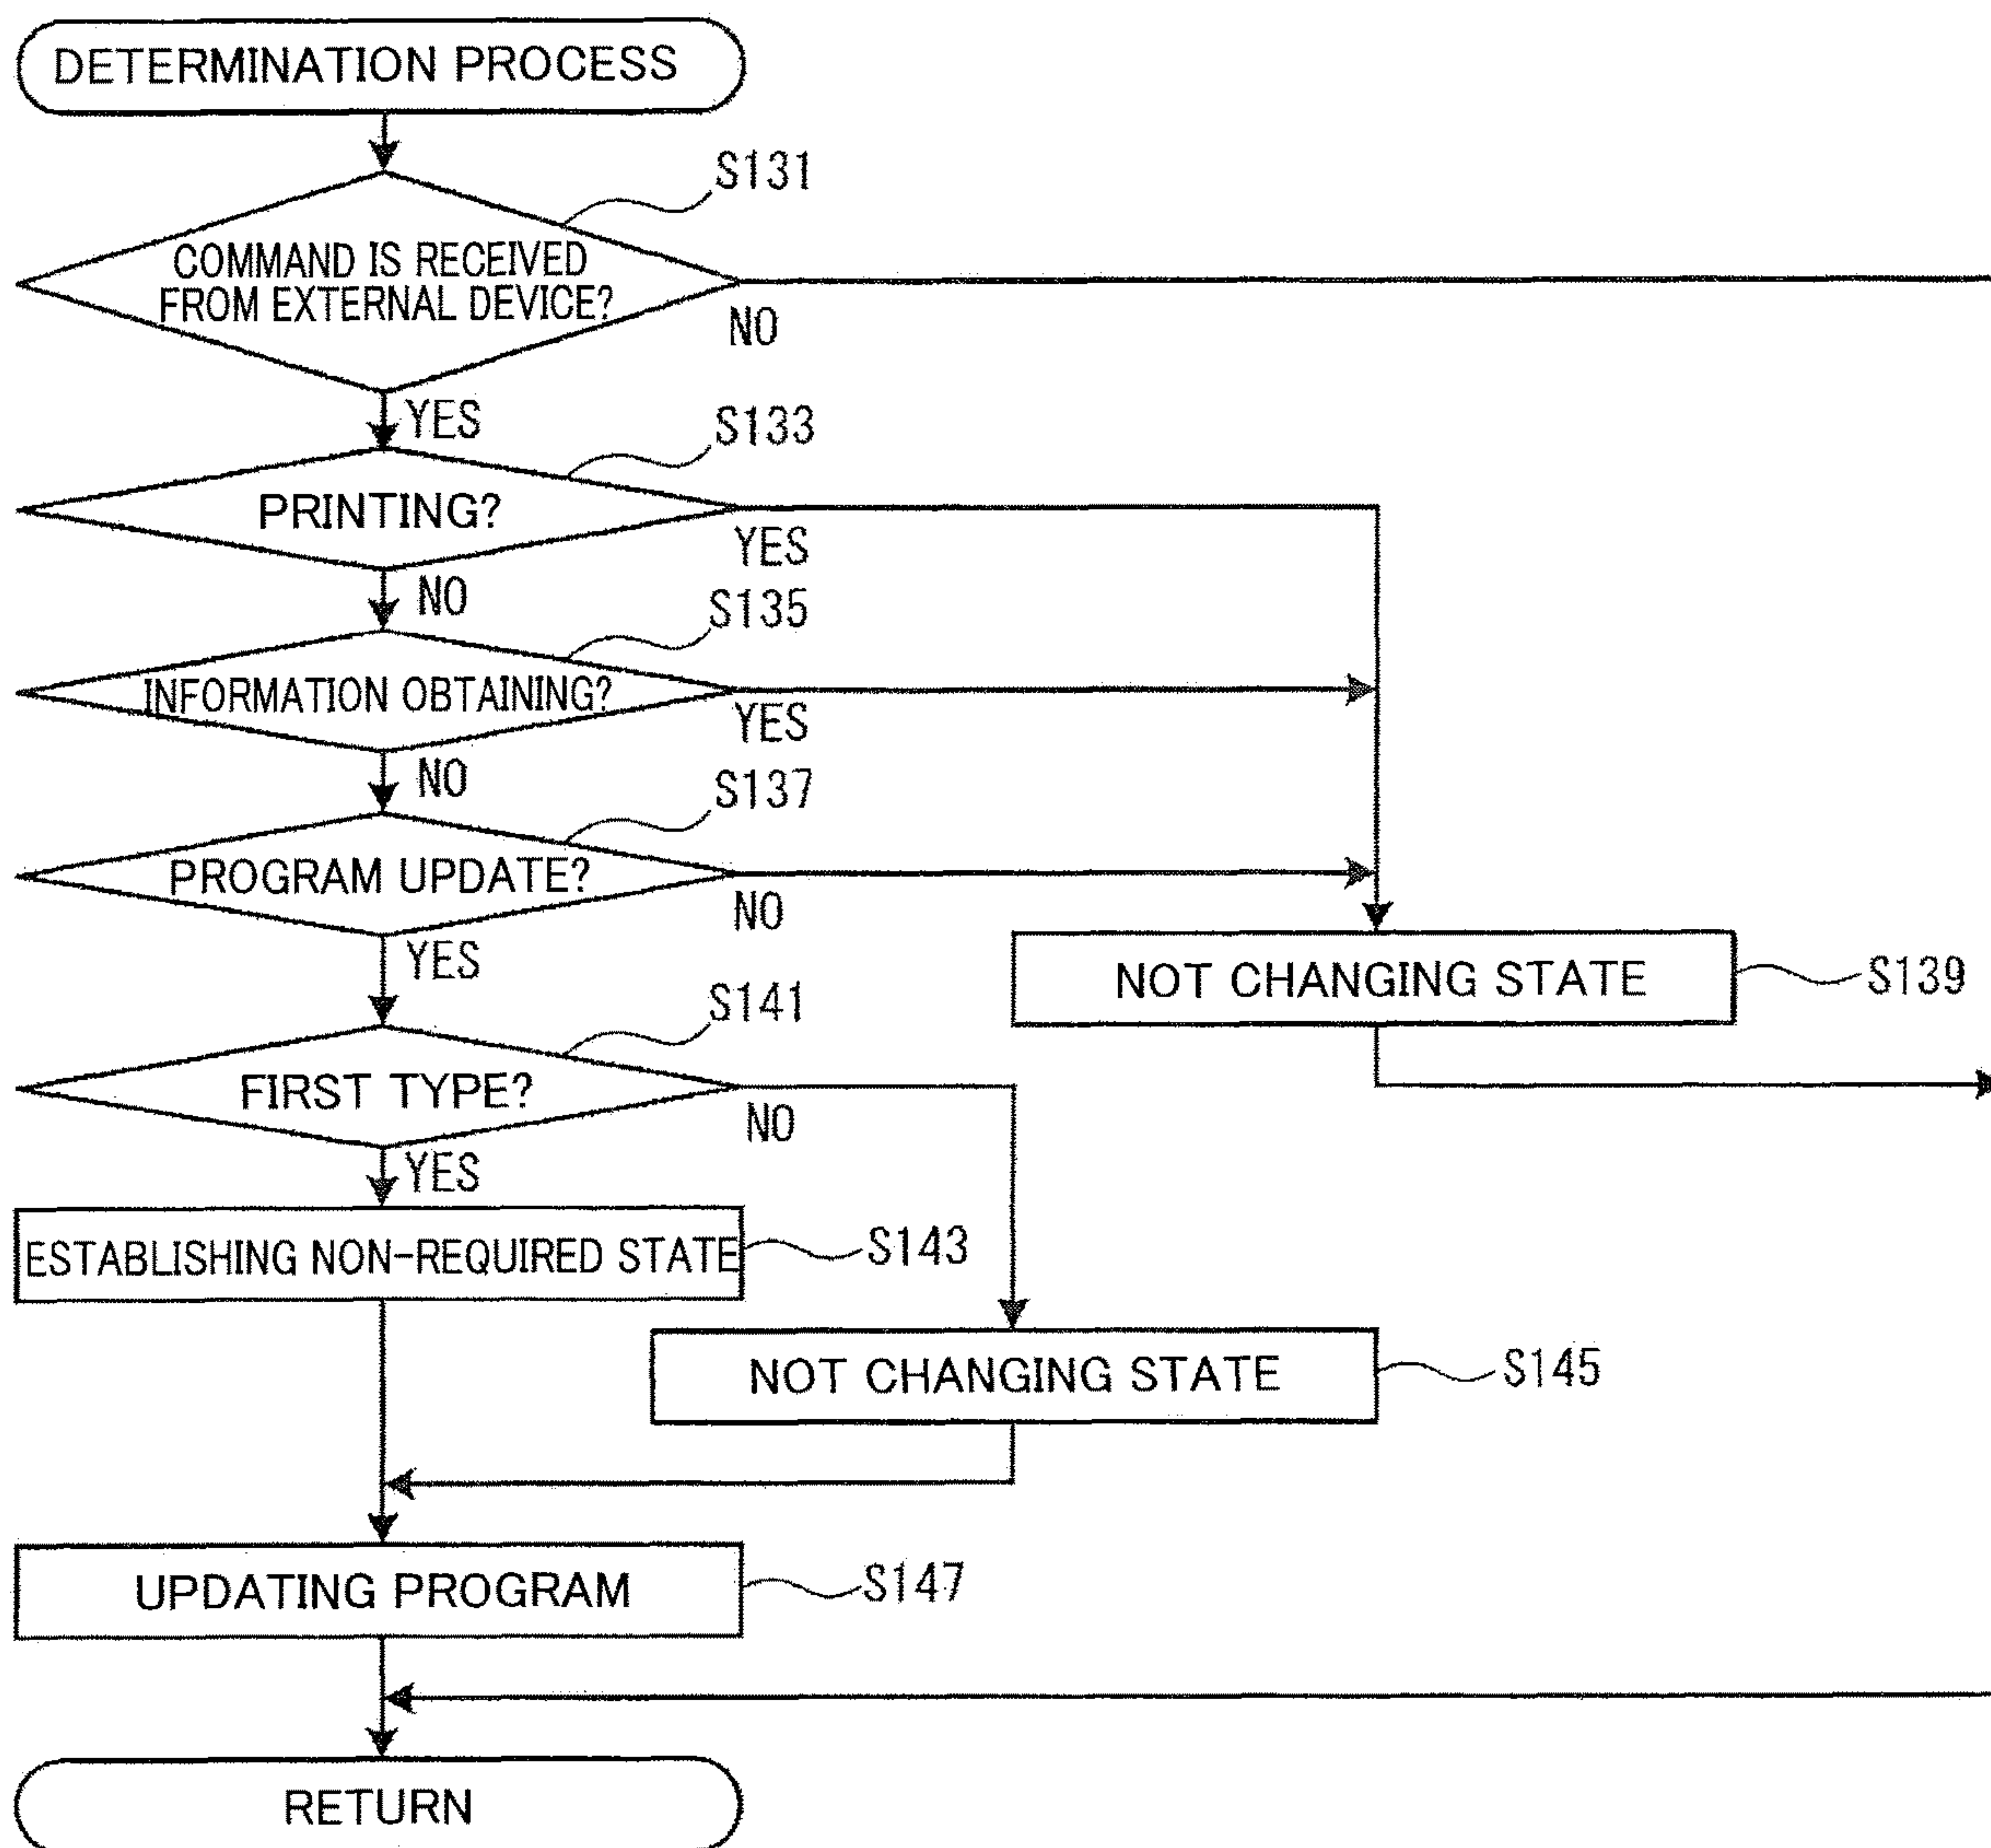 DETERMINATION PROCESS
S131
COMMAND IS RECEIVED
FROM EXTERNAL DEVICE?
NO
YES
S133
PRINTING?
YES
NO
S135
INFORMATION OBTAINING?
YES
NO
S137
PROGRAM UPDATE?
NO
YES
NOT CHANGING STATE
S139
S141
FIRST TYPE?
NO
YES
ESTABLISHING NON-REQUIRED STATE
S143
NOT CHANGING STATE
S145
UPDATING PROGRAM
S147
RETURN